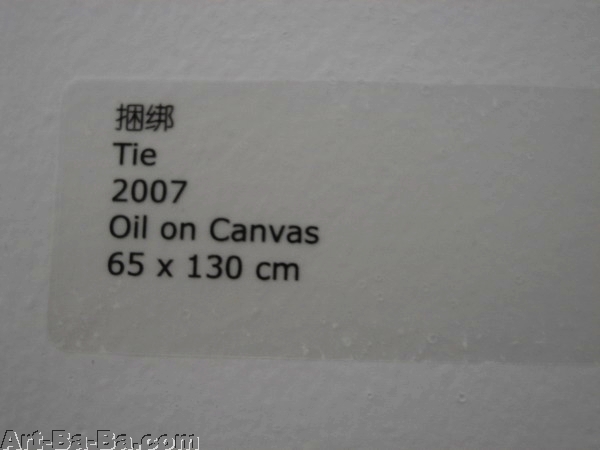 捆绑
Tie
2007
Oil on Canvas
65 x 130 cm
Art-Ba-Ba.com